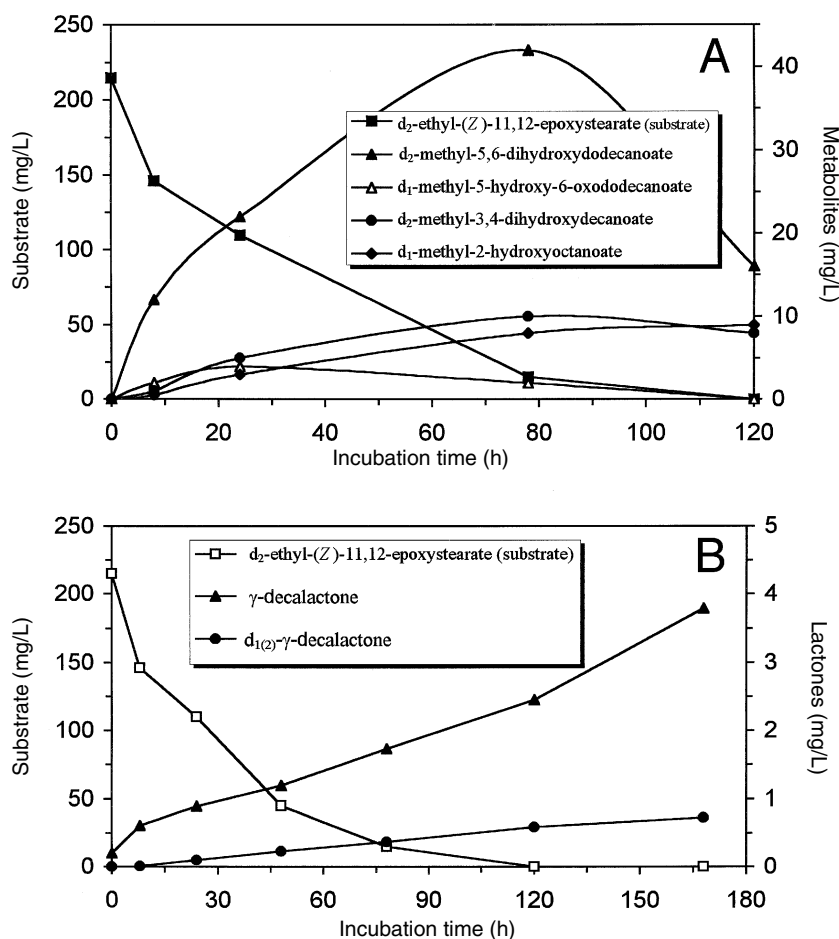 A
250
200
150
100
50
0
Substrate (mg/L)
40
30
20
10
0
Metabolites (mg/L)
d₂-ethyl-(Z)-11,12-epoxystearate (substrate)
d₂-methyl-5,6-dihydroxydodecanoate
d₁-methyl-5-hydroxy-6-oxododecanoate
d₂-methyl-3,4-dihydroxydecanoate
d₁-methyl-2-hydroxyoctanoate
0 20 40 60 80 100 120
Incubation time (h)
B
250
200
150
100
50
0
Substrate (mg/L)
5
4
3
2
1
0
Lactones (mg/L)
d₂-ethyl-(Z)-11,12-epoxystearate (substrate)
γ-decalactone
d₁₍₂₎-γ-decalactone
0 30 60 90 120 150 180
Incubation time (h)